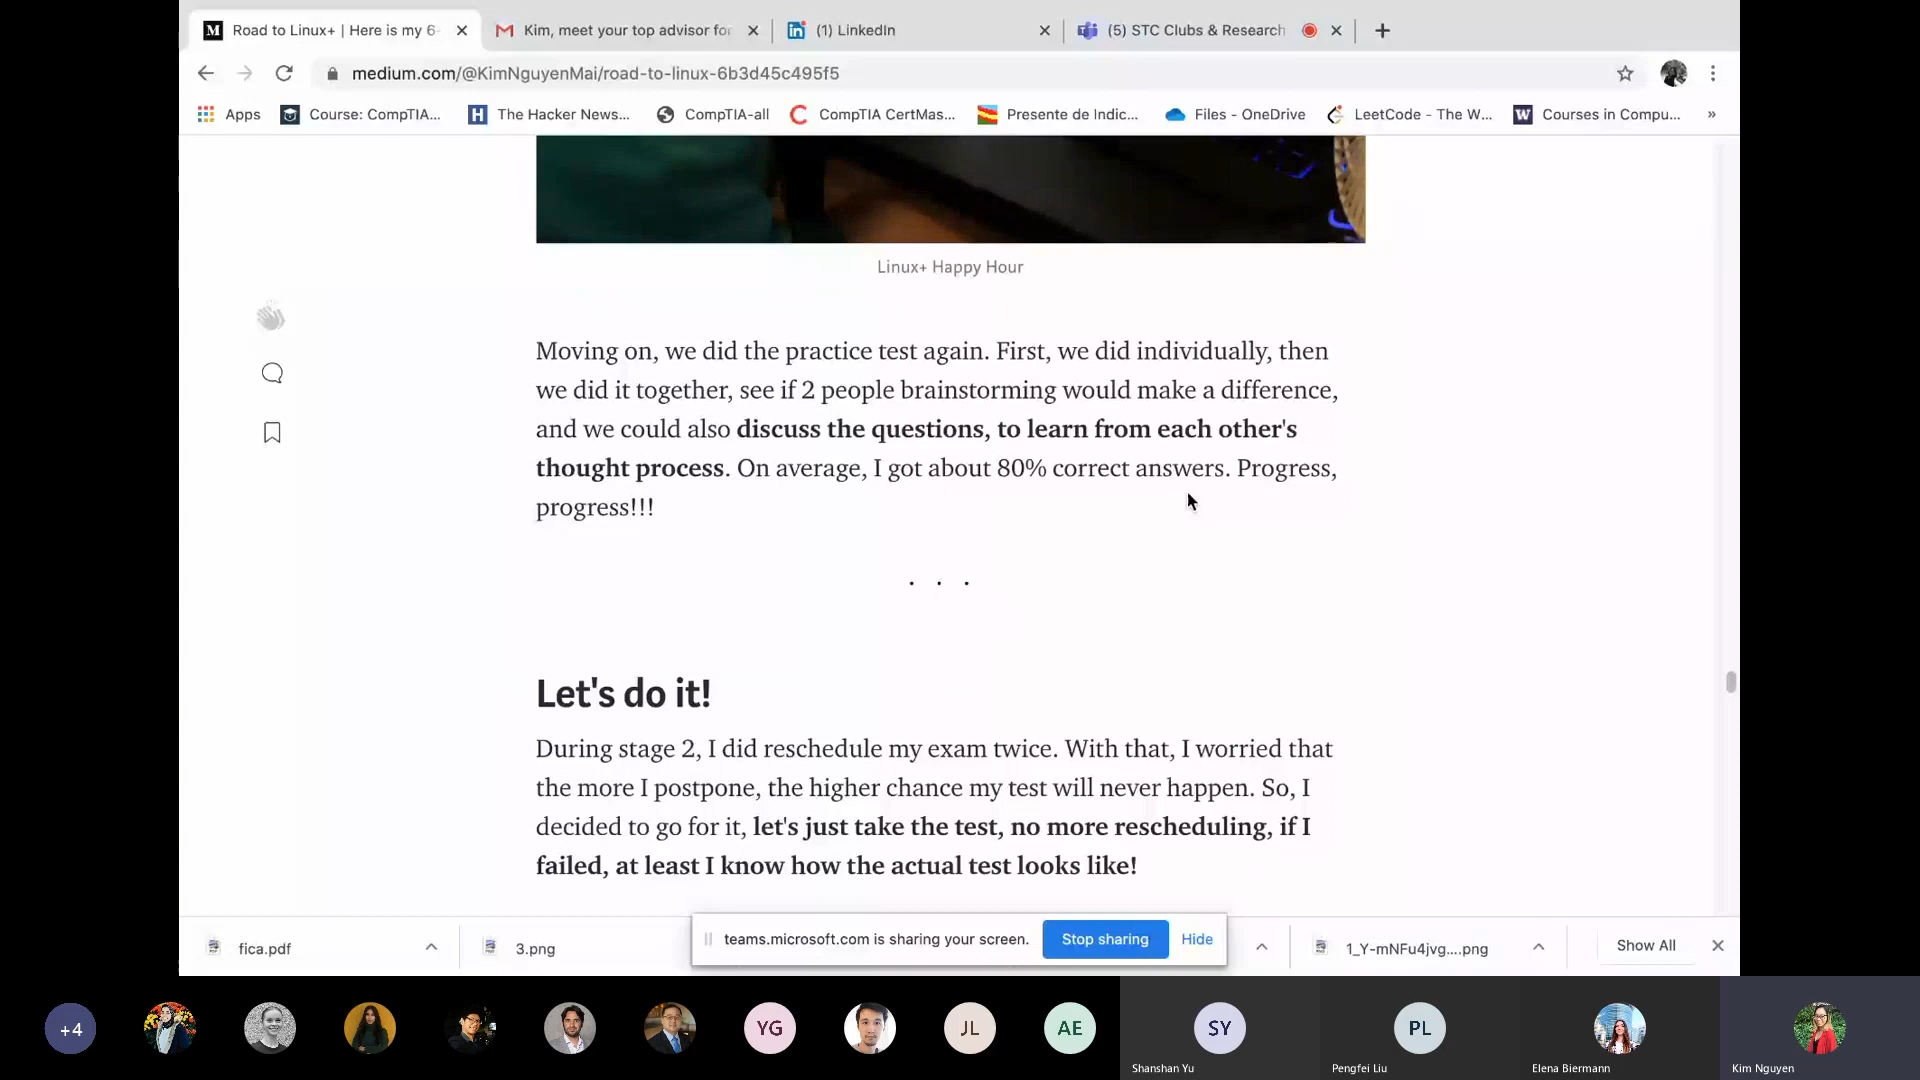 Road to Linux+ | Here is my 6-
Kim, meet your top advisor for
(1) LinkedIn
(5) STC Clubs & Research
medium.com/@KimNguyenMai/road-to-linux-6b3d45c495f5
Apps
Course: CompTIA...
The Hacker News...
CompTIA-all
CompTIA CertMas...
Presente de Indic...
Files - OneDrive
LeetCode - The W...
Courses in Compu...
»
Linux+ Happy Hour
Moving on, we did the practice test again. First, we did individually, then
we did it together, see if 2 people brainstorming would make a difference,
and we could also discuss the questions, to learn from each other's
thought process. On average, I got about 80% correct answers. Progress,
progress!!!
. . .
Let's do it!
During stage 2, I did reschedule my exam twice. With that, I worried that
the more I postpone, the higher chance my test will never happen. So, I
decided to go for it, let's just take the test, no more rescheduling, if I
failed, at least I know how the actual test looks like!
fica.pdf
3.png
teams.microsoft.com is sharing your screen.
Stop sharing
Hide
1_Y-mNFu4jvg....png
Show All
+4
YG
JL
AE
SY
PL
Shanshan Yu
Pengfei Liu
Elena Biermann
Kim Nguyen